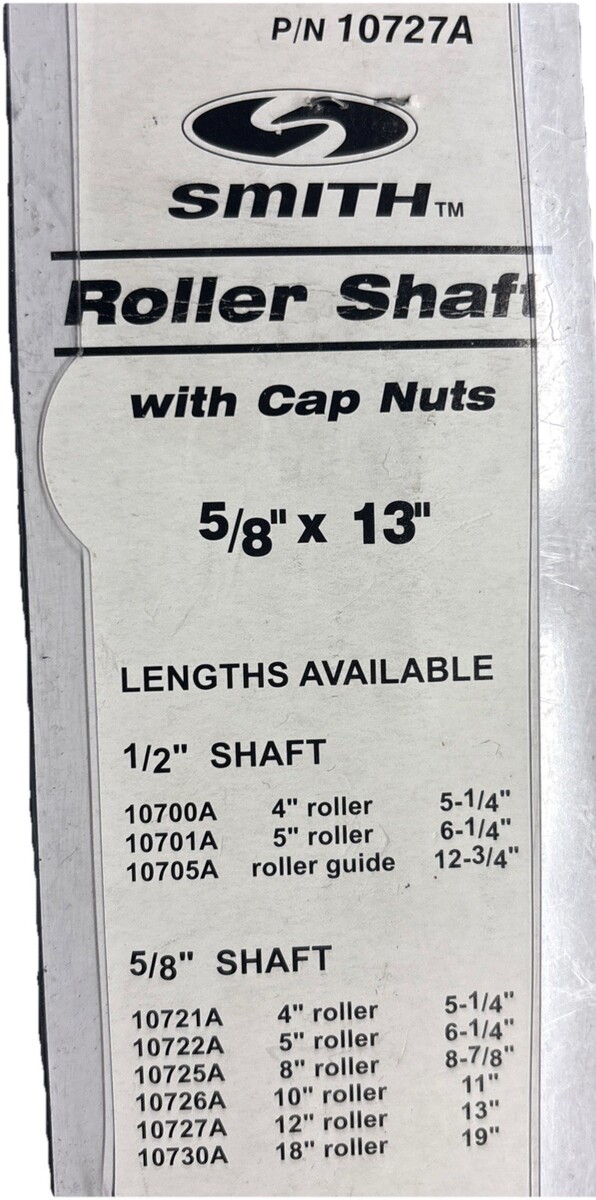 P/N 10727A
SMITH™
Roller Shaft
with Cap Nuts
5/8" x 13"
LENGTHS AVAILABLE
1/2" SHAFT
10700A 4" roller 5-1/4"
10701A 5" roller 6-1/4"
10705A roller guide 12-3/4"
5/8" SHAFT
10721A 4" roller 5-1/4"
10722A 5" roller 6-1/4"
10725A 8" roller 8-7/8"
10726A 10" roller 11"
10727A 12" roller 13"
10730A 18" roller 19"